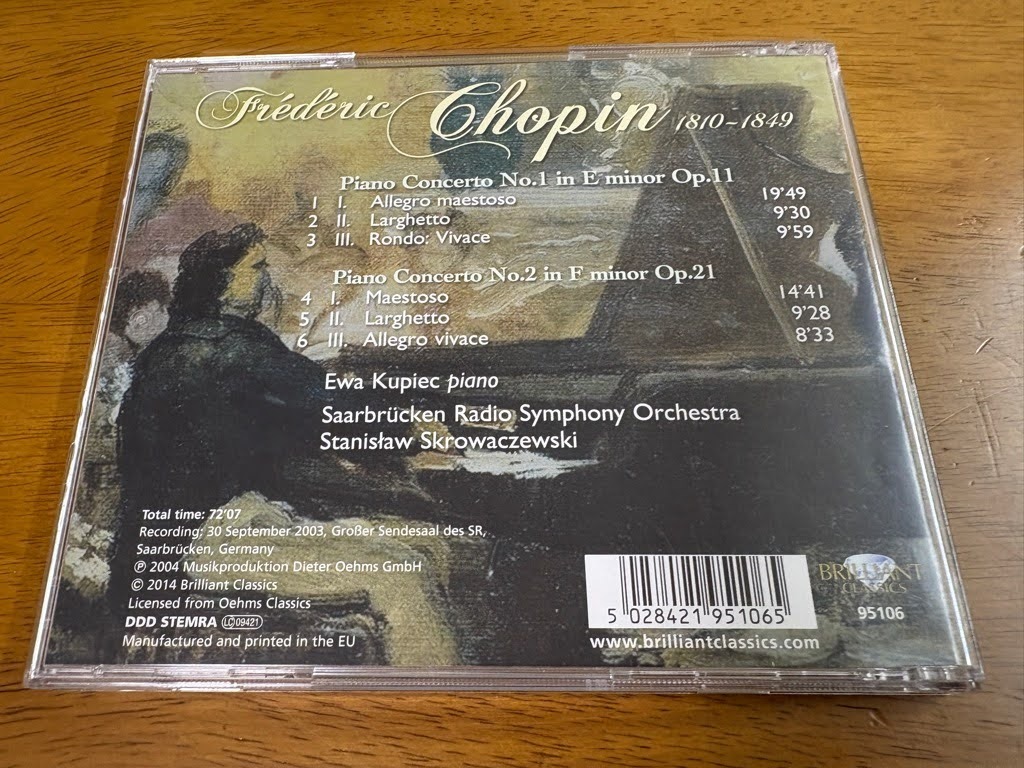 Frédéric Chopin 1810-1849
Piano Concerto No.1 in E minor Op.11
1 I. Allegro maestoso 19'49
2 II. Larghetto 9'30
3 III. Rondo: Vivace 9'59
Piano Concerto No.2 in F minor Op.21
4 I. Maestoso 14'41
5 II. Larghetto 9'28
6 III. Allegro vivace 8'33
Ewa Kupiec piano
Saarbrücken Radio Symphony Orchestra
Stanisław Skrowaczewski
Total time: 72'07
Recording: 30 September 2003, Großer Sendesaal des SR,
Saarbrücken, Germany
℗ 2004 Musikproduktion Dieter Oehms GmbH
© 2014 Brilliant Classics
Licensed from Oehms Classics
DDD STEMRA LC 09421
Manufactured and printed in the EU
5 028421 951065
www.brilliantclassics.com
BRILLIANT
CLASSICS
95106